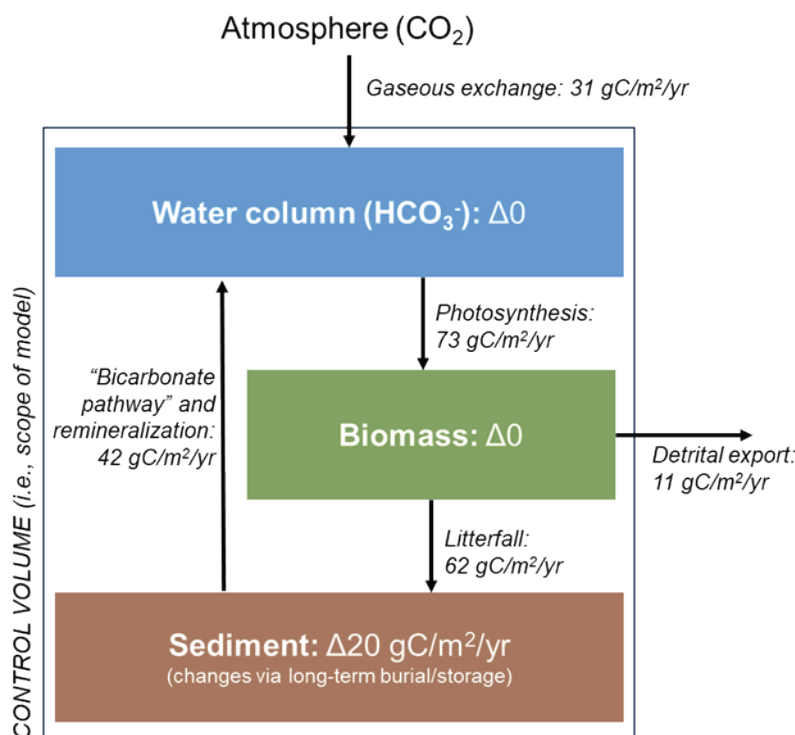 Atmosphere (CO₂)
Gaseous exchange: 31 gC/m²/yr
Water column (HCO₃⁻): Δ0
Photosynthesis:
73 gC/m²/yr
“Bicarbonate
pathway” and
remineralization:
42 gC/m²/yr
Biomass: Δ0
Detrital export:
11 gC/m²/yr
Litterfall:
62 gC/m²/yr
Sediment: Δ20 gC/m²/yr
(changes via long-term burial/storage)
CONTROL VOLUME (i.e., scope of model)